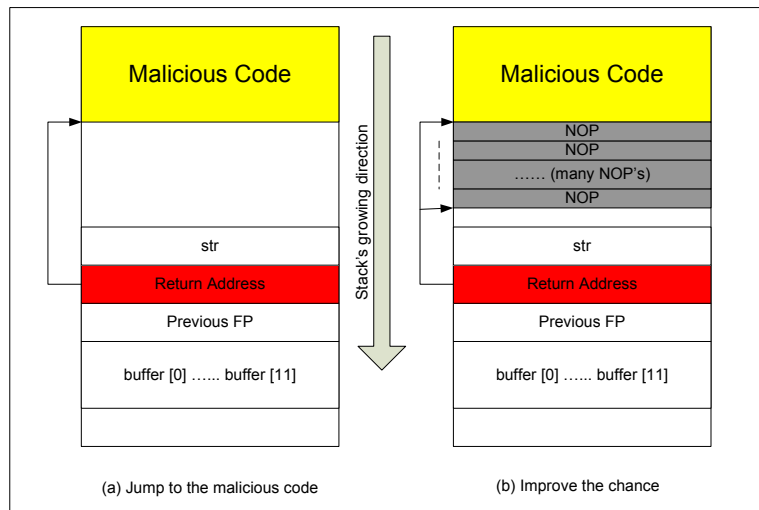 Malicious Code
str
Return Address
Previous FP
buffer [0] …... buffer [11]
(a) Jump to the malicious code
Stack's growing direction
Malicious Code
NOP
NOP
…... (many NOP's)
NOP
str
Return Address
Previous FP
buffer [0] …... buffer [11]
(b) Improve the chance